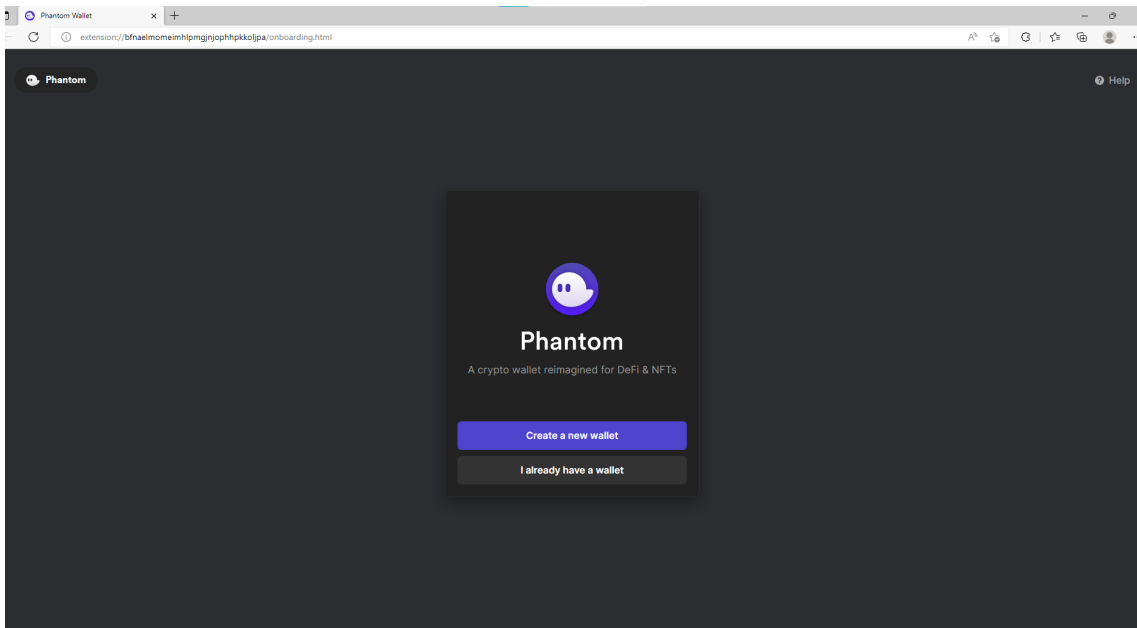 Phantom Wallet
extension://bfnaelmomeimhlpmgjnjophhpkkoljpa/onboarding.html
Phantom
Help
Phantom
A crypto wallet reimagined for DeFi & NFTs
Create a new wallet
I already have a wallet